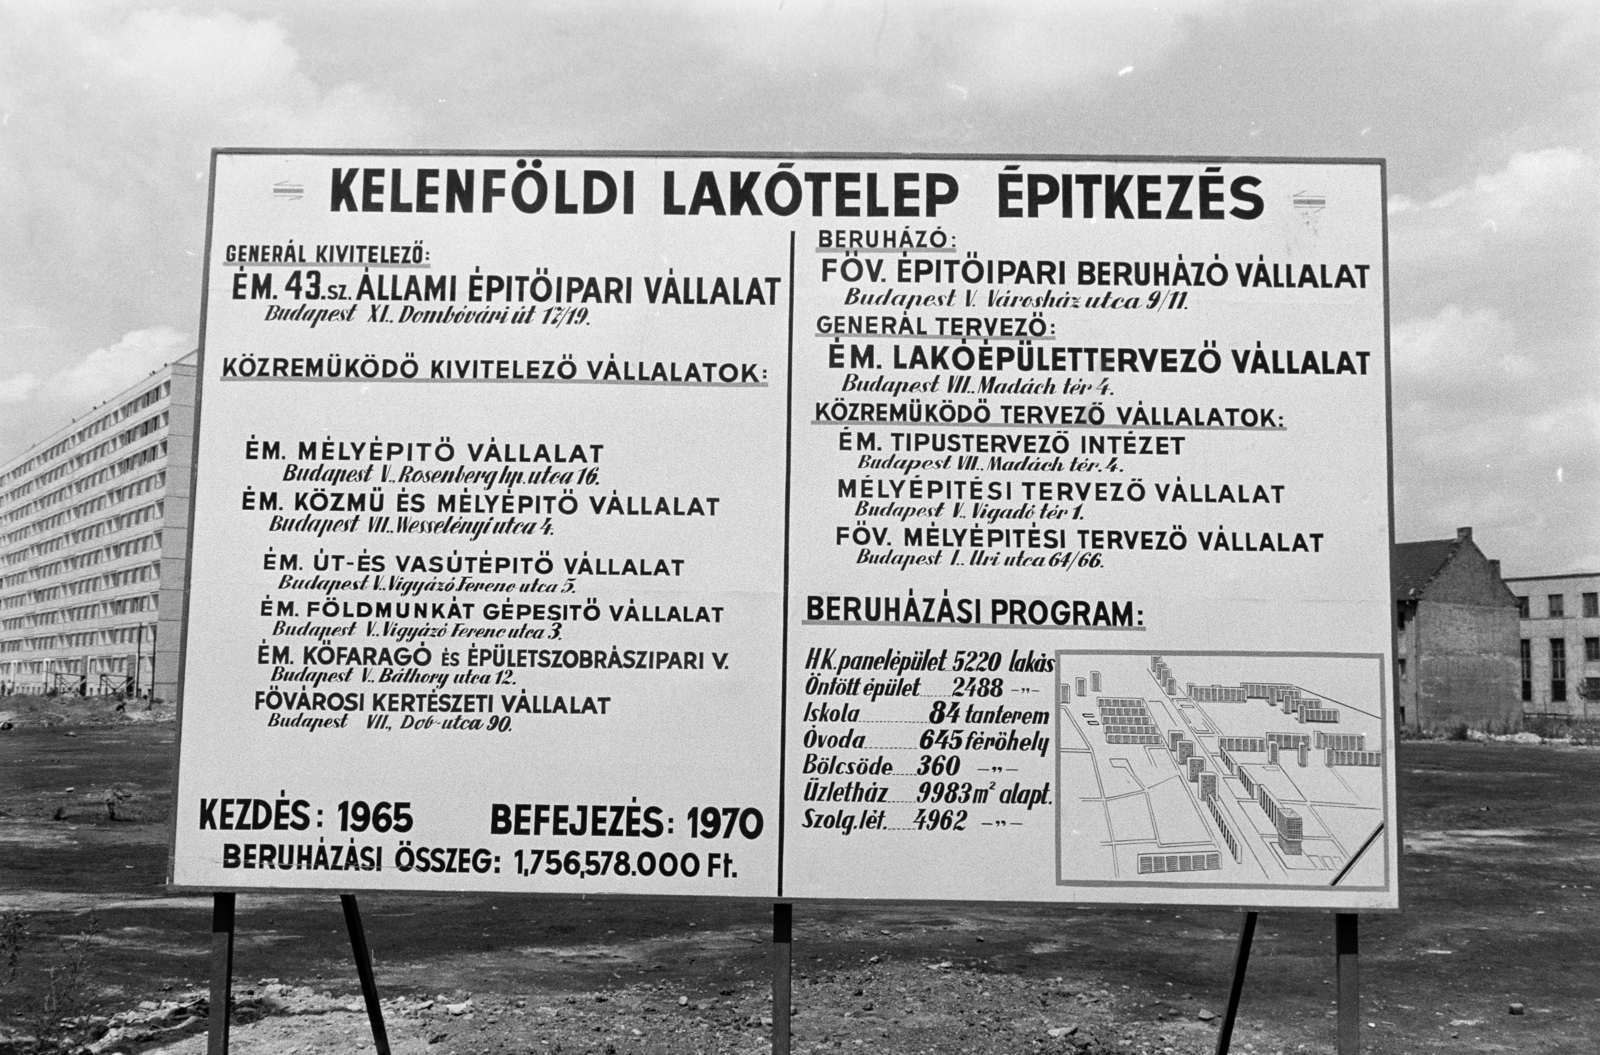 KELENFÖLDI LAKÓTELEP ÉPITKEZÉS
GENERÁL KIVITELEZŐ:
ÉM. 43.sz. ÁLLAMI ÉPITŐIPARI VÁLLALAT
Budapest XI., Dombóvári út 17/19.
KÖZREMŰKÖDŐ KIVITELEZŐ VÁLLALATOK:
ÉM. MÉLYÉPITŐ VÁLLALAT
Budapest V., Rosenberg hp. utca 16.
ÉM. KÖZMŰ ÉS MÉLYÉPITŐ VÁLLALAT
Budapest VII. Wesselényi utca 4.
ÉM. ÚT-ÉS VASÚTÉPITŐ VÁLLALAT
Budapest V., Vigyázó Ferenc utca 5.
ÉM. FÖLDMUNKÁT GÉPESITŐ VÁLLALAT
Budapest V., Vigyázó Ferenc utca 3.
ÉM. KŐFARAGÓ ÉS ÉPÜLETSZOBRÁSZIPARI V.
Budapest V., Báthory utca 12.
FŐVÁROSI KERTÉSZETI VÁLLALAT
Budapest VII., Dob-utca 90.
KEZDÉS: 1965 BEFEJEZÉS: 1970
BERUHÁZÁSI ÖSSZEG: 1,756,578.000 Ft.
BERUHÁZÓ:
FŐV. ÉPITŐIPARI BERUHÁZÓ VÁLLALAT
Budapest V. Városház utca 9/11.
GENERÁL TERVEZŐ:
ÉM. LAKÓÉPÜLETTERVEZŐ VÁLLALAT
Budapest VII., Madách tér 4.
KÖZREMŰKÖDŐ TERVEZŐ VÁLLALATOK:
ÉM. TIPUSTERVEZŐ INTÉZET
Budapest VII., Madách tér. 4.
MÉLYÉPITÉSI TERVEZŐ VÁLLALAT
Budapest V., Vigadó tér 1.
FŐV. MÉLYÉPITÉSI TERVEZŐ VÁLLALAT
Budapest I., Uri utca 64/66.
BERUHÁZÁSI PROGRAM:
HK. panelépület 5220 lakás
Öntött épület.....2488 -„-
Iskola..........84 tanterem
Óvoda........645 férőhely
Bölcsöde....360 -„-
Üzletház....9983 m² alapt.
Szolg. lét.....4962 -„-